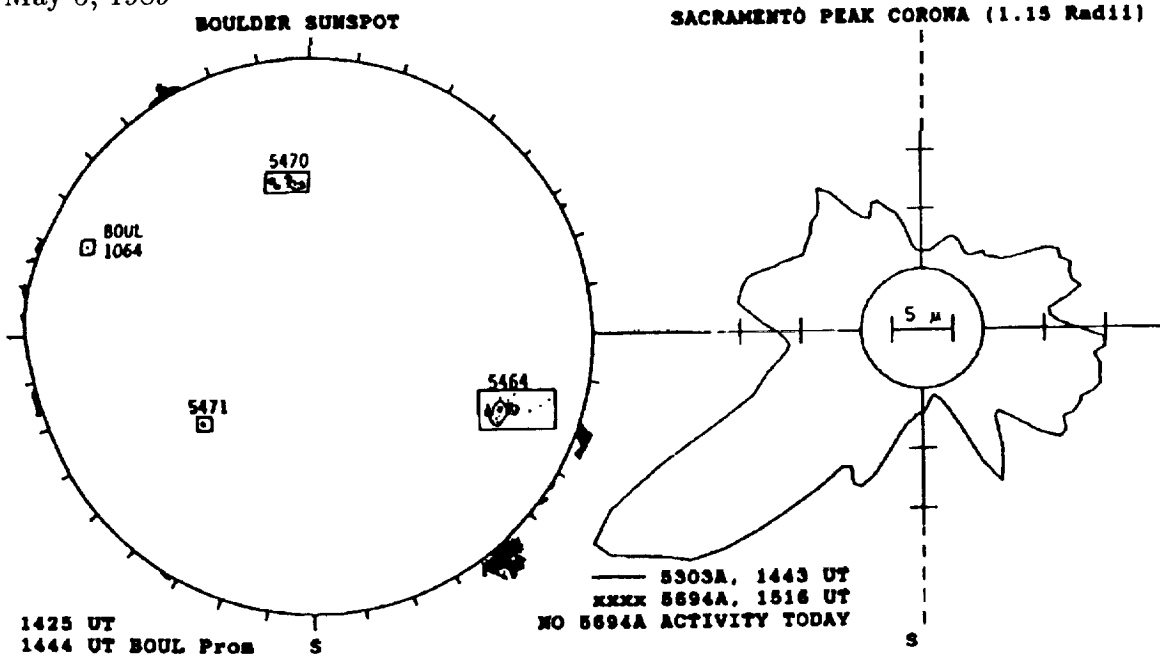 BOULDER SUNSPOT
SACRAMENTO PEAK CORONA (1.15 Radii)
5470
BOUL
1064
5 μ
5464
5471
5303A, 1443 UT
xxxx 5694A, 1516 UT
NO 5694A ACTIVITY TODAY
1425 UT
1444 UT BOUL Prom
S
S